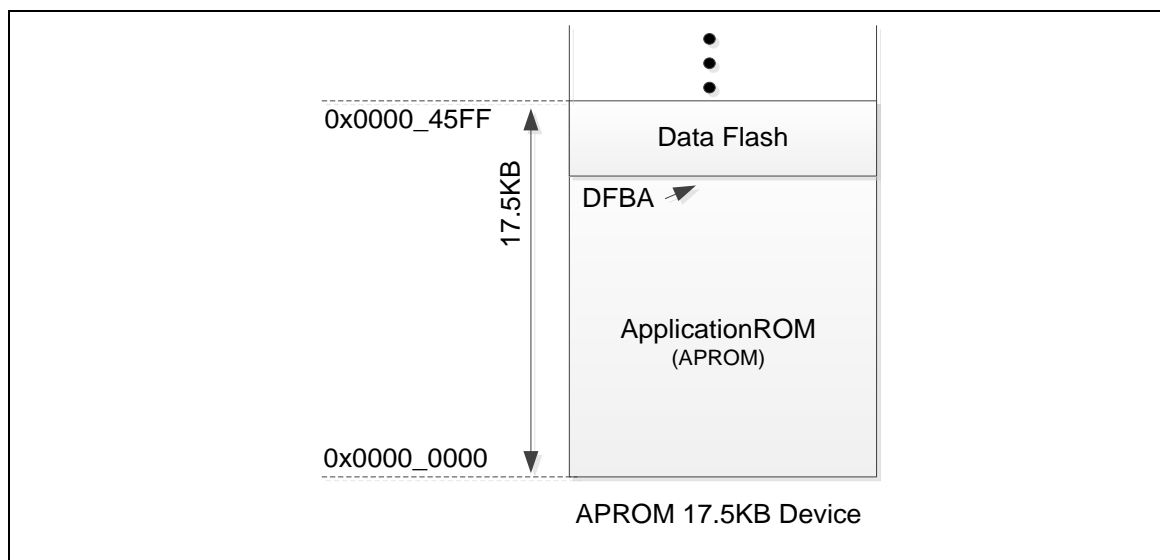 0x0000_45FF
Data Flash
17.5KB
DFBA
ApplicationROM
(APROM)
0x0000_0000
APROM 17.5KB Device